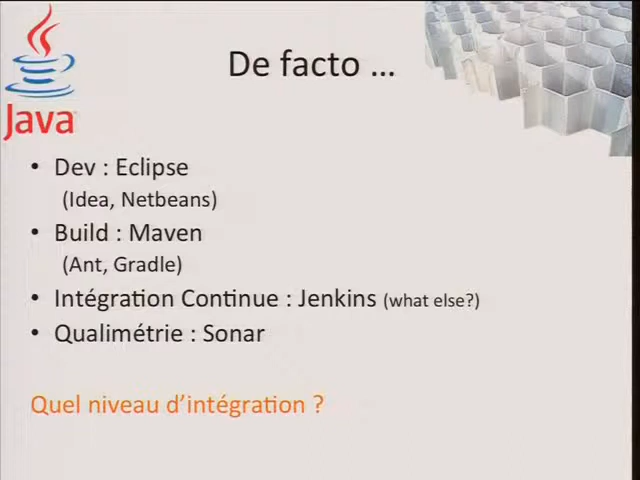 Java
De facto ...
• Dev : Eclipse
(Idea, Netbeans)
• Build : Maven
(Ant, Gradle)
• Intégration Continue : Jenkins (what else?)
• Qualimétrie : Sonar
Quel niveau d'intégration ?